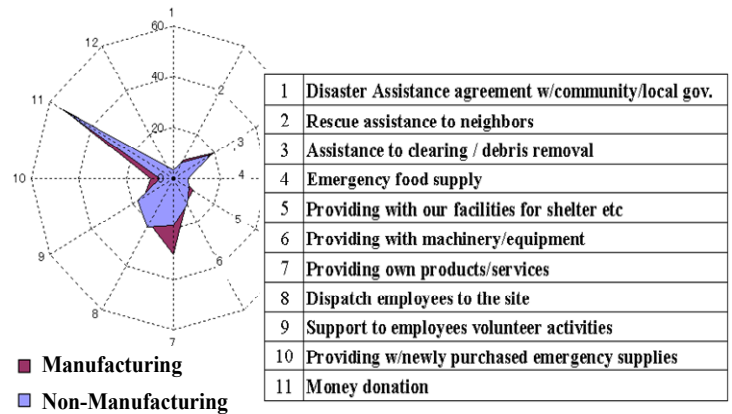 1
60
12
40
2
11
20
3
10
0
4
5
9
6
8
7
1 Disaster Assistance agreement w/community/local gov.
2 Rescue assistance to neighbors
3 Assistance to clearing / debris removal
4 Emergency food supply
5 Providing with our facilities for shelter etc
6 Providing with machinery/equipment
7 Providing own products/services
8 Dispatch employees to the site
9 Support to employees volunteer activities
10 Providing w/newly purchased emergency supplies
11 Money donation
Manufacturing
Non-Manufacturing